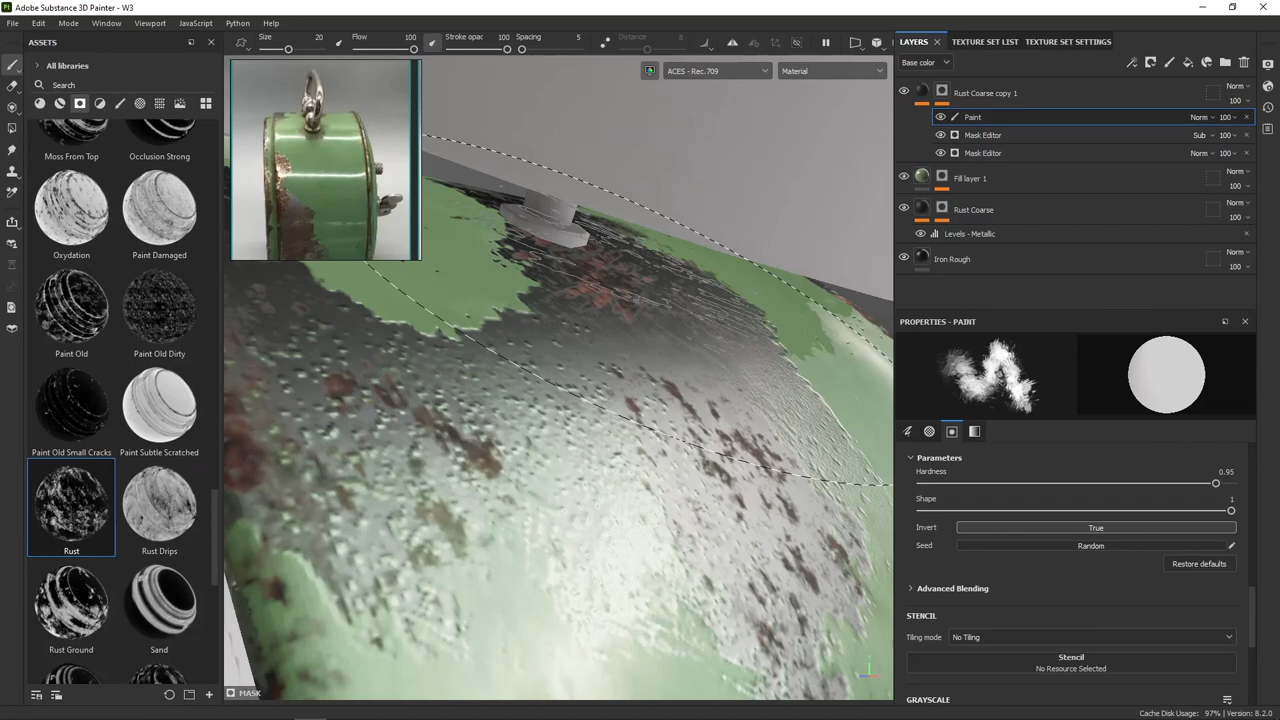 Pt Adobe Substance 3D Painter - W3
File Edit Mode Window Viewport JavaScript Python Help
ASSETS
Size 20 Flow 100 Stroke opac 100 Spacing 5 Distance 8
All libraries
Search
Moss From Top Occlusion Strong
Oxydation Paint Damaged
Paint Old Paint Old Dirty
Paint Old Small Cracks Paint Subtle Scratched
Rust Rust Drips
Rust Ground Sand
ACES - Rec.709 Material
MASK
LAYERS TEXTURE SET LIST TEXTURE SET SETTINGS
Base color
Rust Coarse copy 1 Norm 100
Paint Norm 100
Mask Editor Sub 100
Mask Editor Norm 100
Fill layer 1 Norm 100
Rust Coarse Norm 100
Levels - Metallic
Iron Rough Norm 100
PROPERTIES - PAINT
Parameters
Hardness 0.95
Shape 1
Invert True
Seed Random
Restore defaults
Advanced Blending
STENCIL
Tiling mode No Tiling
Stencil
No Resource Selected
GRAYSCALE
Cache Disk Usage: 97% | Version: 8.2.0